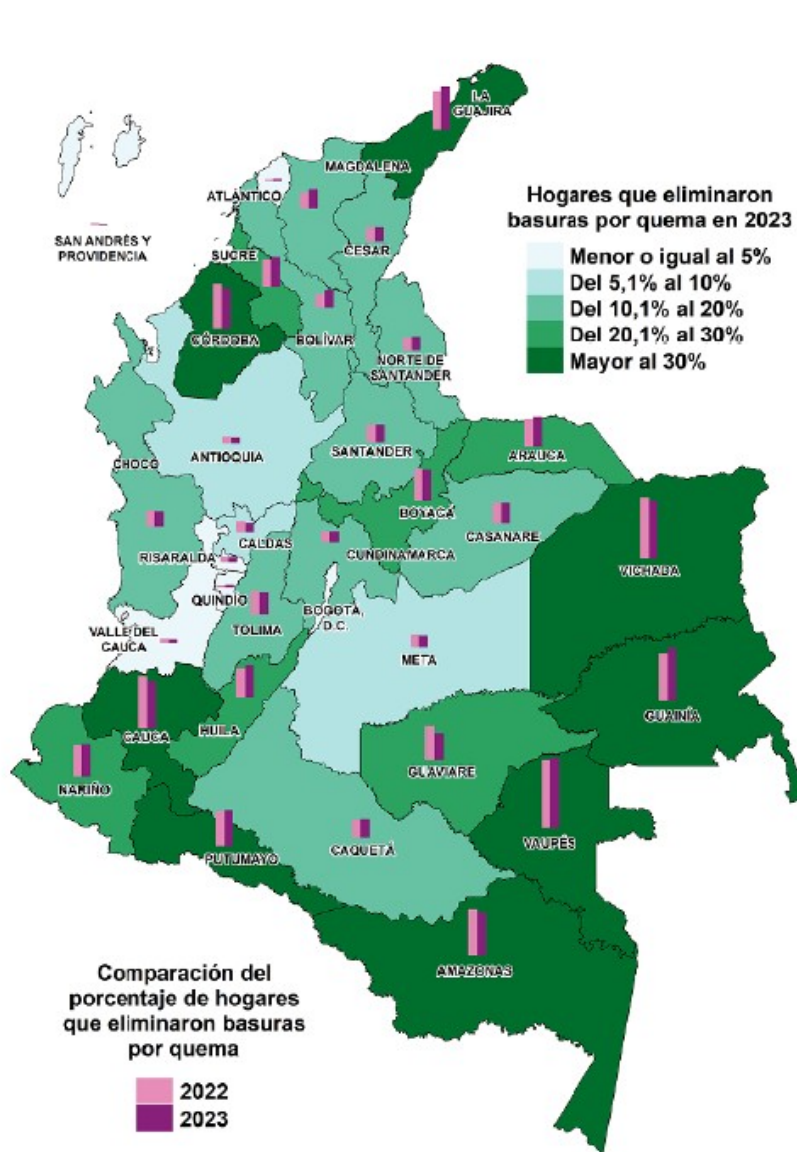 LA
GUAJIRA
MAGDALENA
ATLÁNTICO
SAN ANDRÉS Y
PROVIDENCIA
SUCRE
CESAR
Hogares que eliminaron
basuras por quema en 2023
Menor o igual al 5%
Del 5,1% al 10%
Del 10,1% al 20%
Del 20,1% al 30%
Mayor al 30%
CÓRDOBA
BOLÍVAR
NORTE DE
SANTANDER
ANTIOQUIA
SANTANDER
ARAUCA
CHOCO
BOYACÁ
CASANARE
RISARALDA
CALDAS
CUNDINAMARCA
VICHADA
QUINDIO
BOGOTÁ,
D.C.
TOLIMA
VALLE DEL
CAUCA
META
GUAINÍA
CAUCA
HUILA
GUAVIARE
NARIÑO
VAUPÉS
PUTUMAYO
CAQUETÁ
AMAZONAS
Comparación del
porcentaje de hogares
que eliminaron basuras
por quema
2022
2023